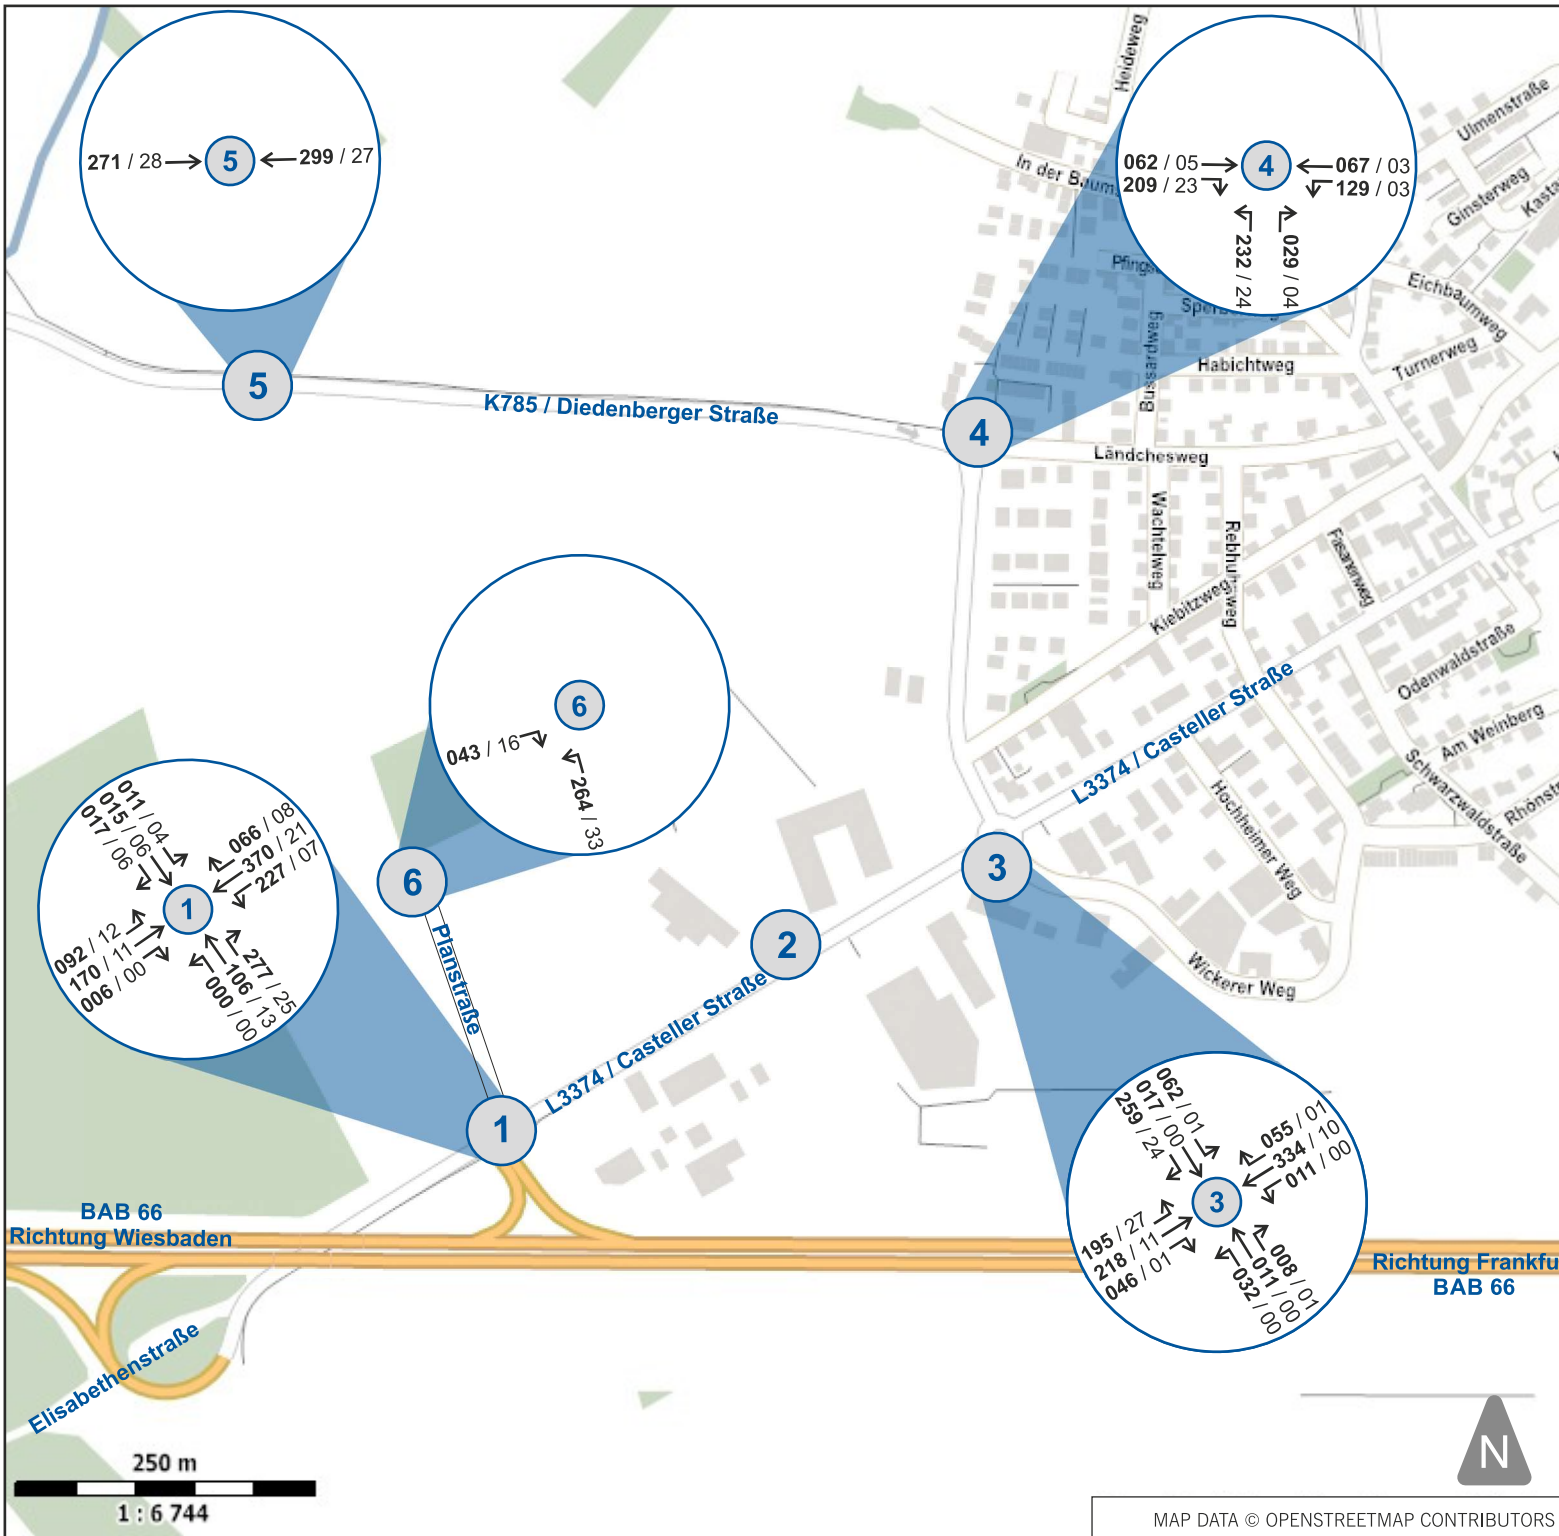 Heideweg
Ulmenstraße
In der Baums
Ginsterweg
Kasta
271 / 28
5
299 / 27
062 / 05
209 / 23
4
067 / 03
129 / 03
232 / 24
029 / 04
Pfings
Sper
Eichbaumweg
Turnerweg
Bussardweg
Habichtweg
5
K785 / Diedenberger Straße
4
Ländchesweg
Wachtelweg
Rebhuhnweg
Fasanenweg
Kiebitzweg
Odenwaldstraße
L3374 / Casteller Straße
Am Weinberg
Schwarzwaldstraße
Rhönstr
Hochheimer Weg
6
043 / 16
264 / 33
011 / 04
015 / 06
017 / 06
066 / 08
370 / 21
227 / 07
1
092 / 12
170 / 11
006 / 00
277 / 25
106 / 13
000 / 00
6
3
2
Planstraße
Wickerer Weg
L3374 / Casteller Straße
1
062 / 01
017 / 00
259 / 24
055 / 01
334 / 10
011 / 00
3
195 / 27
218 / 11
046 / 01
008 / 01
011 / 00
032 / 00
BAB 66
Richtung Wiesbaden
Richtung Frankfu
BAB 66
Elisabethenstraße
250 m
1 : 6 744
N
MAP DATA © OPENSTREETMAP CONTRIBUTORS